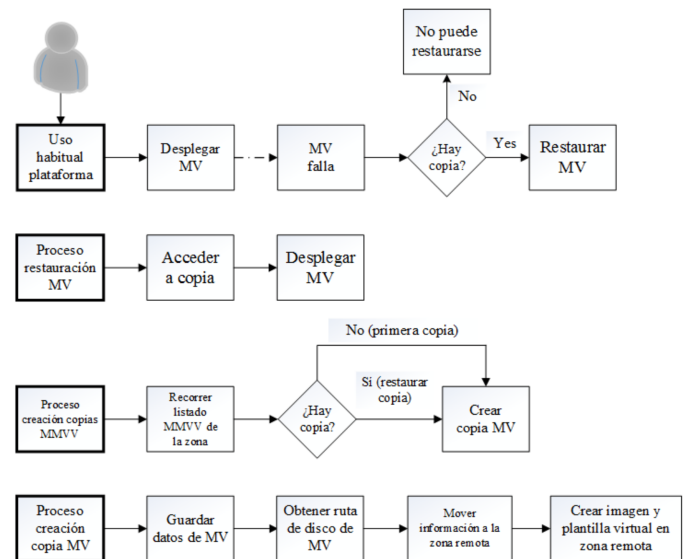 No puede
restaurarse
No
Uso
habitual
plataforma
Desplegar
MV
MV
falla
¿Hay
copia?
Yes
Restaurar
MV
Proceso
restauración
MV
Acceder
a copia
Desplegar
MV
No (primera copia)
Proceso
creación copias
MMVV
Recorrer
listado
MMVV de
la zona
¿Hay
copia?
Si (restaurar
copia)
Crear
copia MV
Proceso
creación
copia MV
Guardar
datos de MV
Obtener ruta
de disco de
MV
Mover
información a la
zona remota
Crear imagen y
plantilla virtual en
zona remota